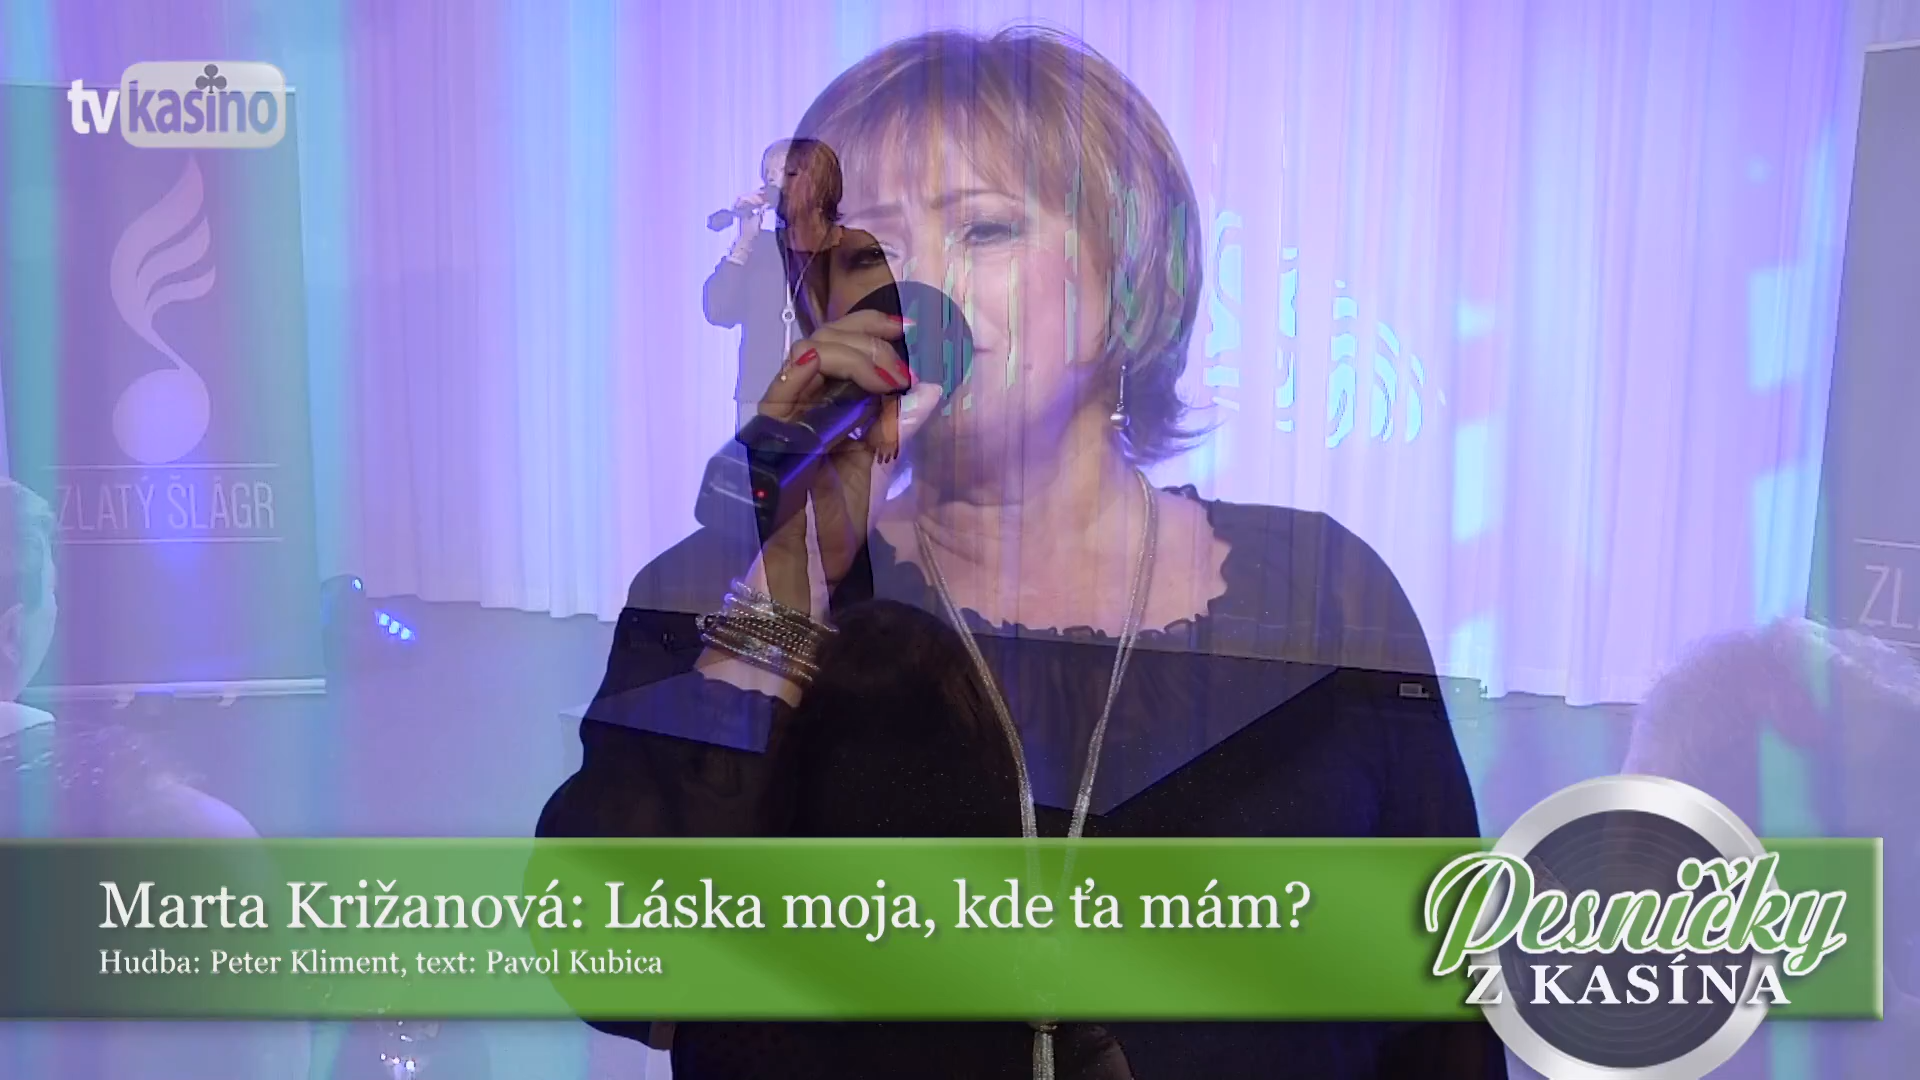 tvkasino
ZLATÝ ŠLÁGR
ZL
Marta Križanová: Láska moja, kde ťa mám?
Hudba: Peter Kliment, text: Pavol Kubica
Pesničky
Z KASÍNA